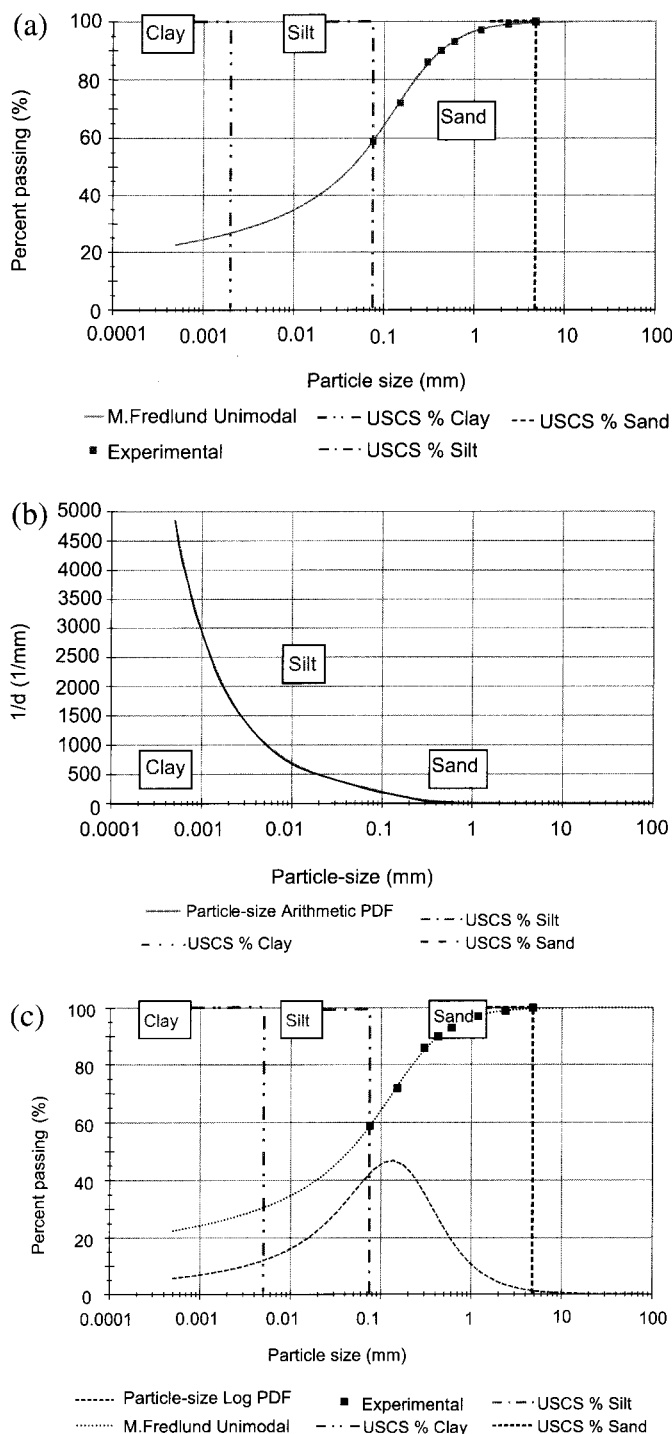 (a)
100
80
60
40
20
0
Percent passing (%)
Clay
Silt
Sand
0.0001 0.001 0.01 0.1 1 10 100
Particle size (mm)
M.Fredlund Unimodal USCS % Clay USCS % Sand
Experimental USCS % Silt
(b)
5000
4500
4000
3500
3000
2500
2000
1500
1000
500
0
1/d (1/mm)
Silt
Clay
Sand
0.0001 0.001 0.01 0.1 1 10 100
Particle-size (mm)
Particle-size Arithmetic PDF USCS % Silt
USCS % Clay USCS % Sand
(c)
100
80
60
40
20
0
Percent passing (%)
Clay
Silt
Sand
0.0001 0.001 0.01 0.1 1 10 100
Particle size (mm)
Particle-size Log PDF Experimental USCS % Silt
M.Fredlund Unimodal USCS % Clay USCS % Sand